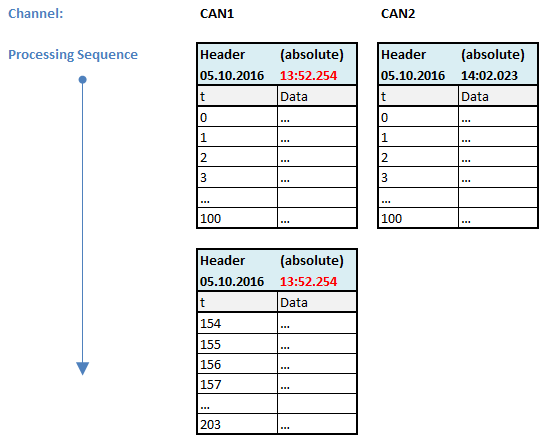 Channel: CAN1 CAN2
Processing Sequence
Header (absolute) Header (absolute)
05.10.2016 13:52.254 05.10.2016 14:02.023
t Data t Data
0 ... 0 ...
1 ... 1 ...
2 ... 2 ...
3 ... 3 ...
... ...
100 ... 100 ...
Header (absolute)
05.10.2016 13:52.254
t Data
154 ...
155 ...
156 ...
157 ...
...
203 ...